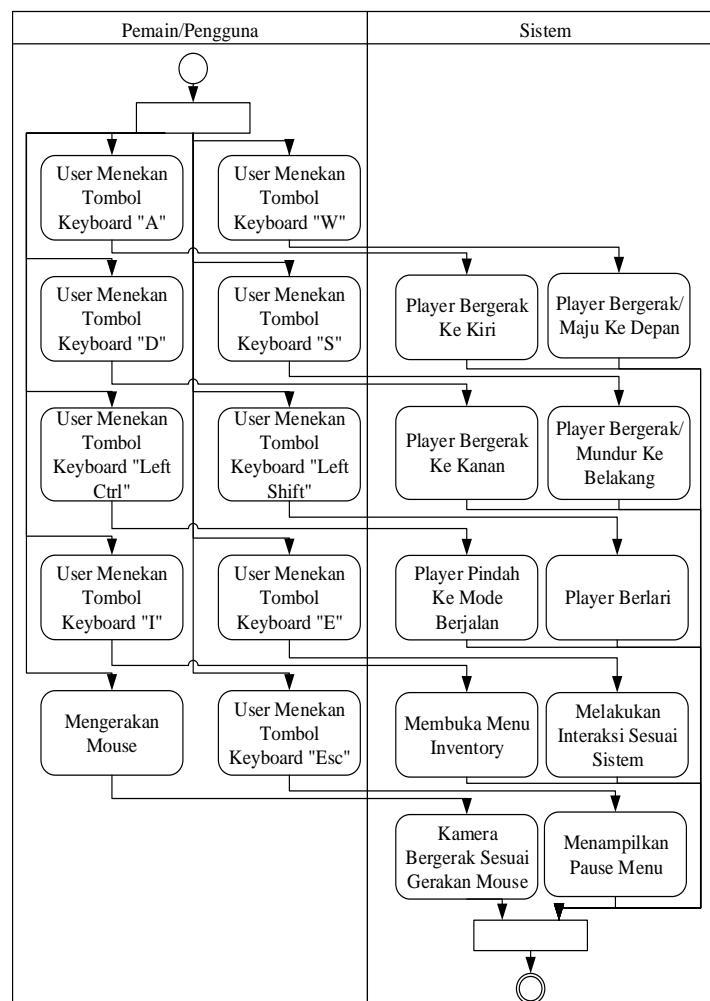 Pemain/Pengguna
Sistem
User Menekan
Tombol
Keyboard "A"
User Menekan
Tombol
Keyboard "W"
Player Bergerak
Ke Kiri
Player Bergerak/
Maju Ke Depan
User Menekan
Tombol
Keyboard "D"
User Menekan
Tombol
Keyboard "S"
Player Bergerak
Ke Kanan
Player Bergerak/
Mundur Ke
Belakang
User Menekan
Tombol
Keyboard "Left
Ctrl"
User Menekan
Tombol
Keyboard "Left
Shift"
Player Pindah
Ke Mode
Berjalan
Player Berlari
User Menekan
Tombol
Keyboard "I"
User Menekan
Tombol
Keyboard "E"
Membuka Menu
Inventory
Melakukan
Interaksi Sesuai
Sistem
Mengerakan
Mouse
User Menekan
Tombol
Keyboard "Esc"
Kamera
Bergerak Sesuai
Gerakan Mouse
Menampilkan
Pause Menu